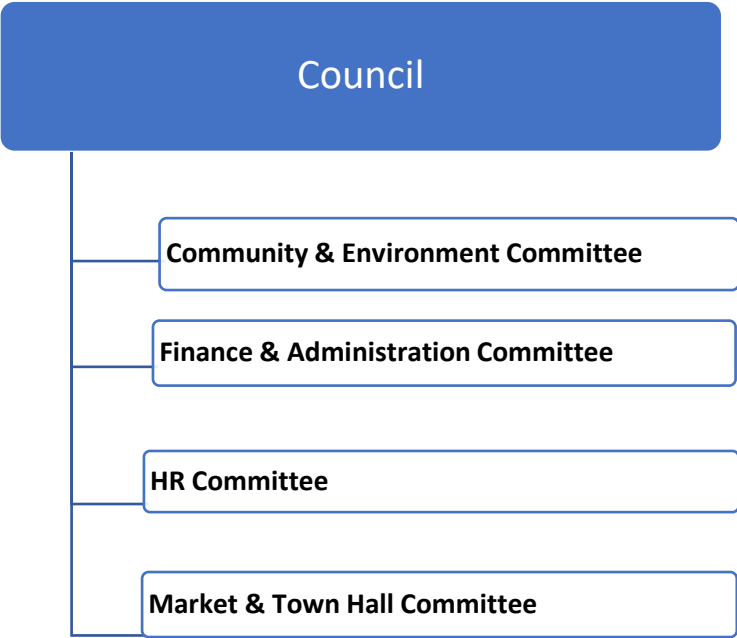 Council
Community & Environment Committee
Finance & Administration Committee
HR Committee
Market & Town Hall Committee